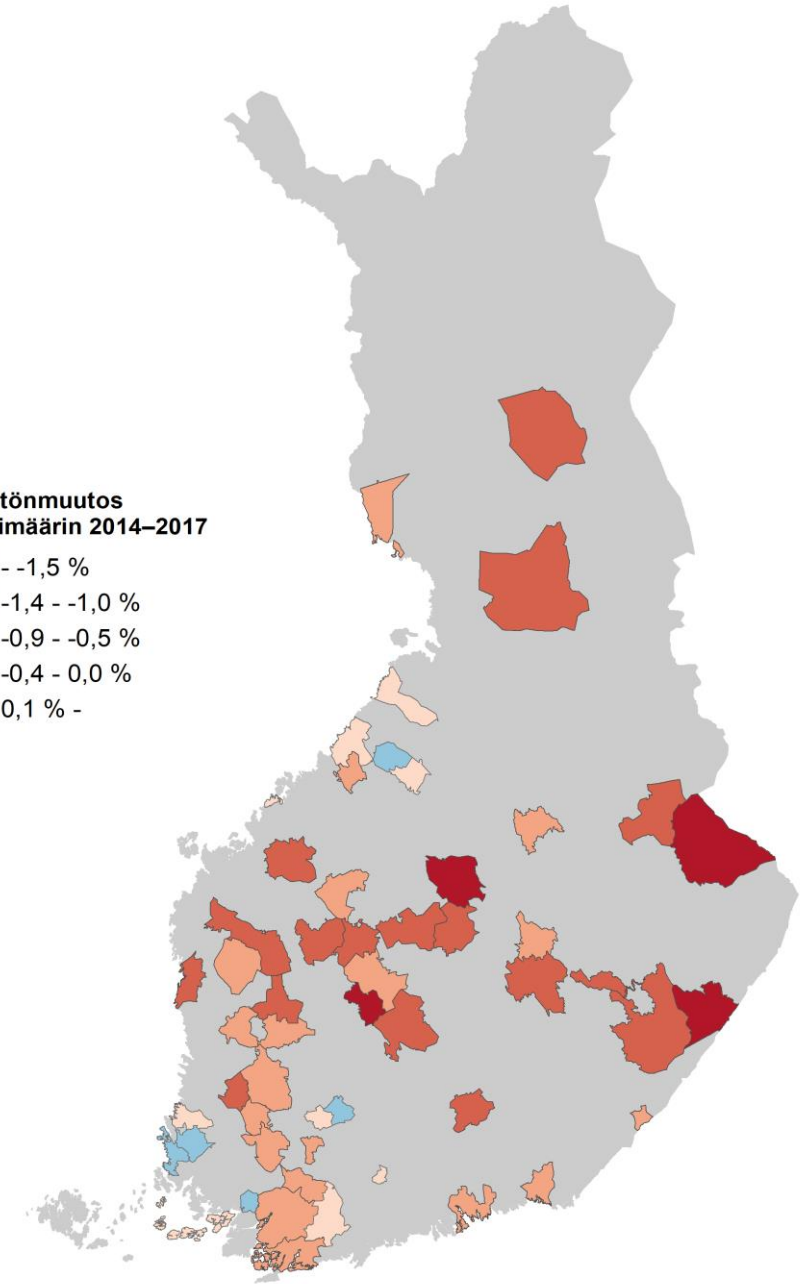 tönmuutos
imäärin 2014–2017
- -1,5 %
-1,4 - -1,0 %
-0,9 - -0,5 %
-0,4 - 0,0 %
0,1 % -